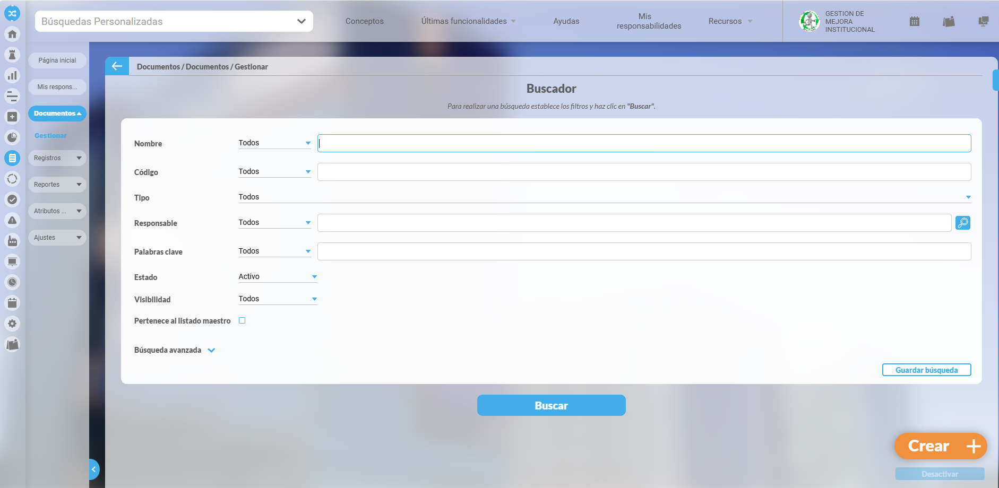 Búsquedas Personalizadas
Conceptos
Últimas funcionalidades
Ayudas
Mis
responsabilidades
Recursos
GESTION DE
MEJORA
INSTITUCIONAL
Página inicial
Mis respons...
Documentos
Gestionar
Registros
Reportes
Atributos ...
Ajustes
Documentos / Documentos / Gestionar
Buscador
Para realizar una búsqueda establece los filtros y haz clic en "Buscar".
Nombre Todos
Código Todos
Tipo Todos
Responsable Todos
Palabras clave Todos
Estado Activo
Visibilidad Todos
Pertenece al listado maestro
Búsqueda avanzada
Guardar búsqueda
Buscar
Crear +
Desactivar